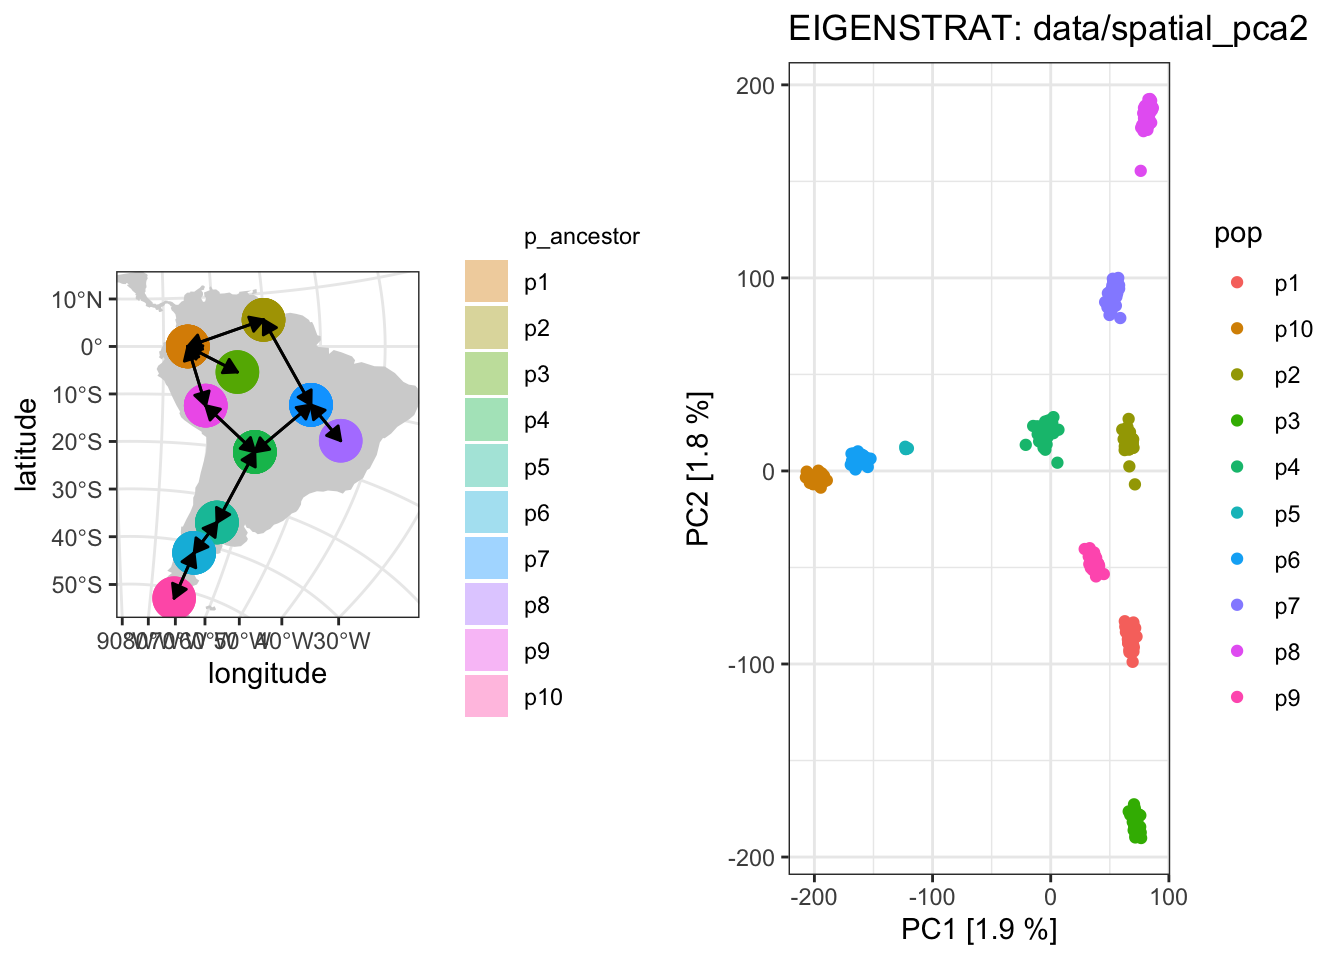 EIGENSTRAT: data/spatial_pca2
10°N
0°
10°S
20°S
30°S
40°S
50°S
latitude
40°W
30°W
longitude
p_ancestor
p1
p2
p3
p4
p5
p6
p7
p8
p9
p10
200
100
0
-100
-200
PC2 [1.8 %]
-200
-100
0
100
PC1 [1.9 %]
pop
p1
p10
p2
p3
p4
p5
p6
p7
p8
p9